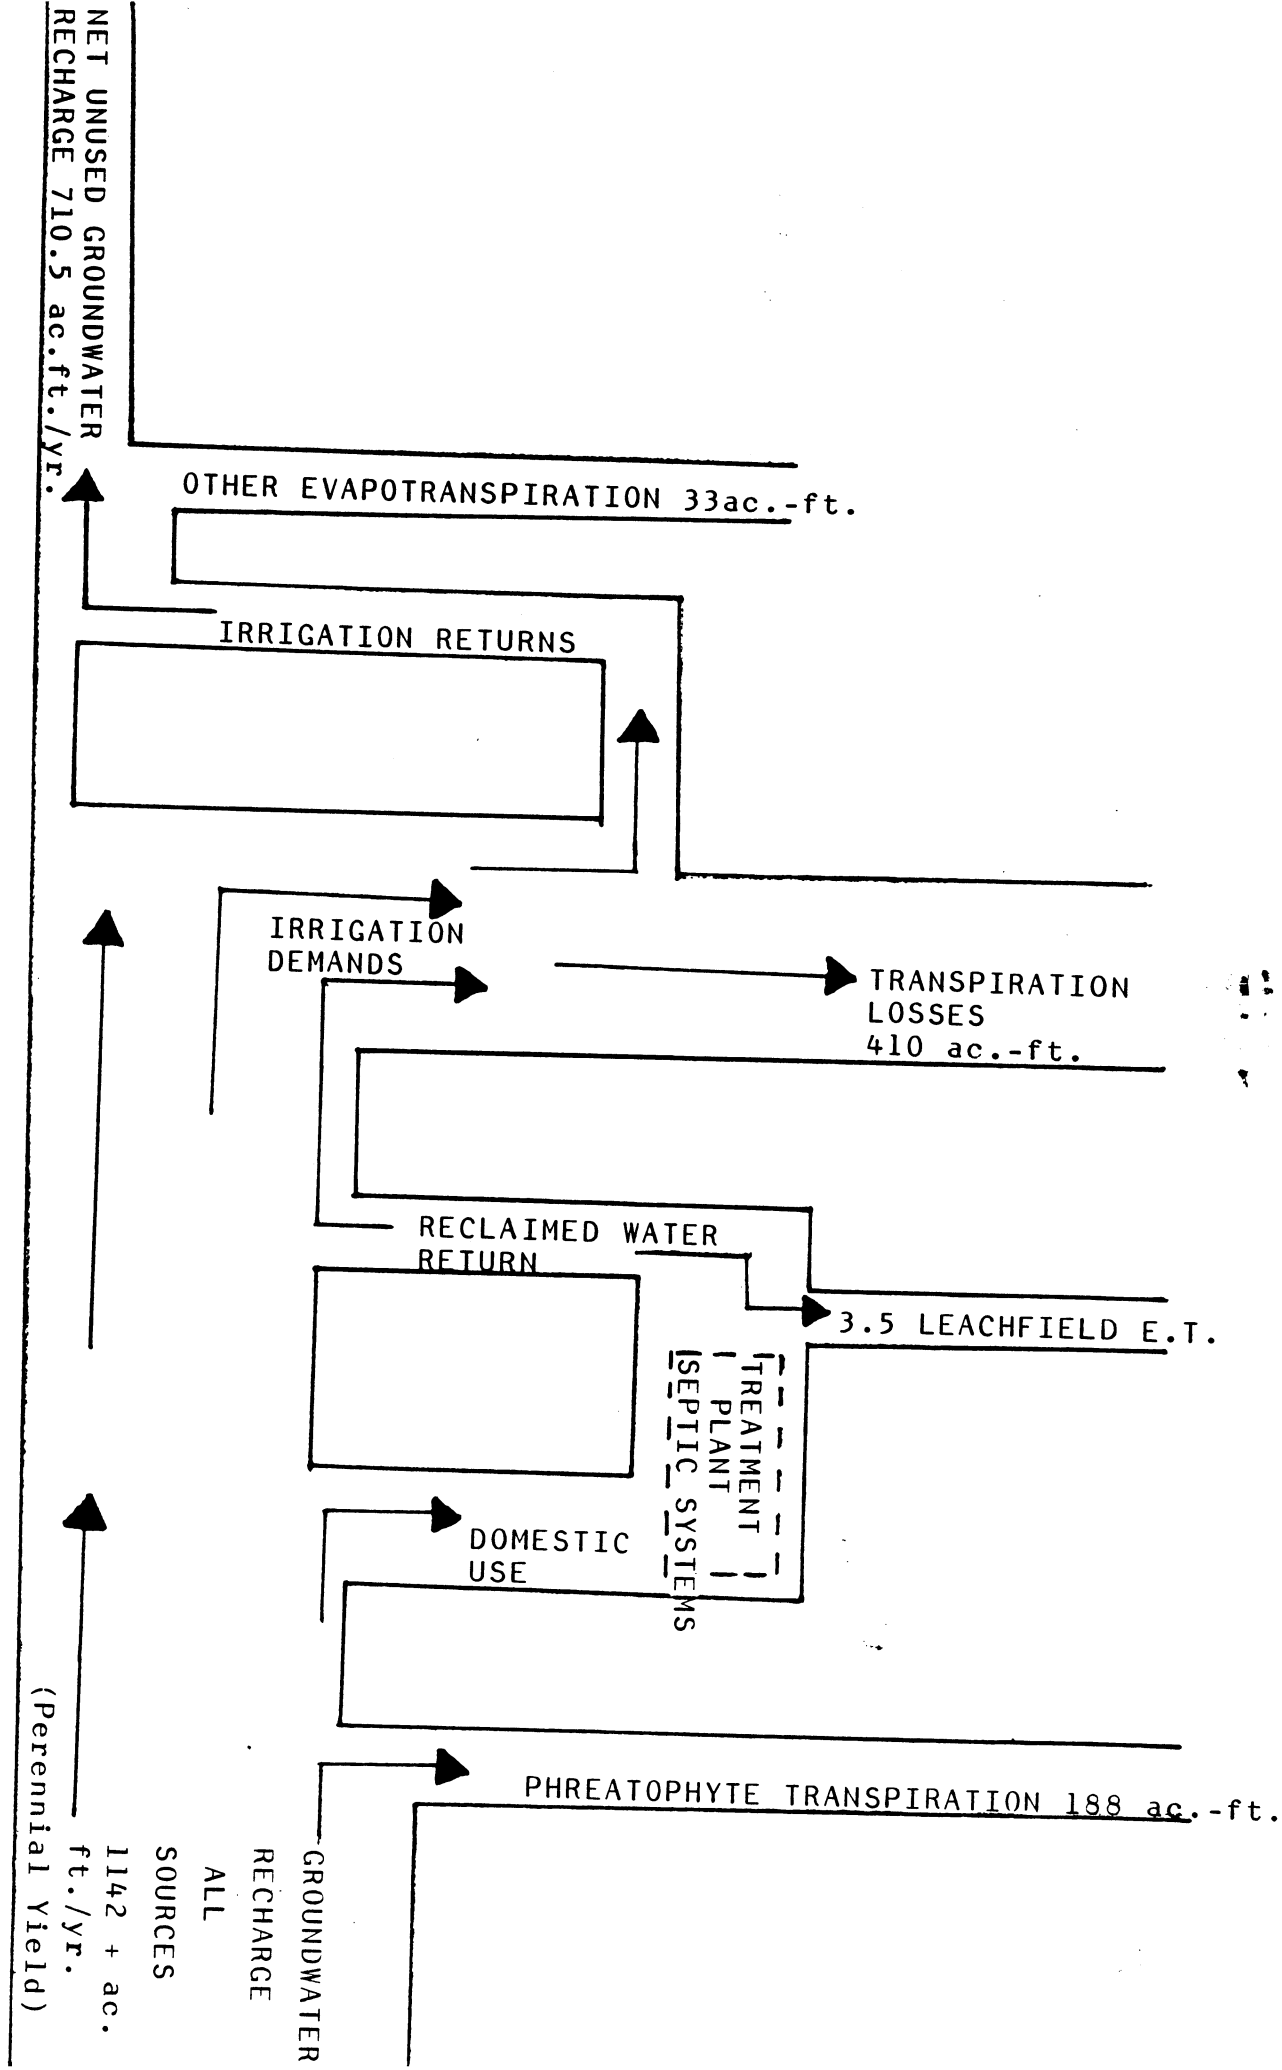 NET UNUSED GROUNDWATER
RECHARGE 710.5 ac.ft./yr.
OTHER EVAPOTRANSPIRATION 33ac.-ft.
IRRIGATION RETURNS
IRRIGATION
DEMANDS
TRANSPIRATION
LOSSES
410 ac.-ft.
RECLAIMED WATER
RETURN
3.5 LEACHFIELD E.T.
TREATMENT
PLANT
SEPTIC SYSTEMS
DOMESTIC
USE
PHREATOPHYTE TRANSPIRATION 188 ac.-ft.
GROUNDWATER
RECHARGE
ALL
SOURCES
1142 + ac.
ft./yr.
(Perennial Yield)